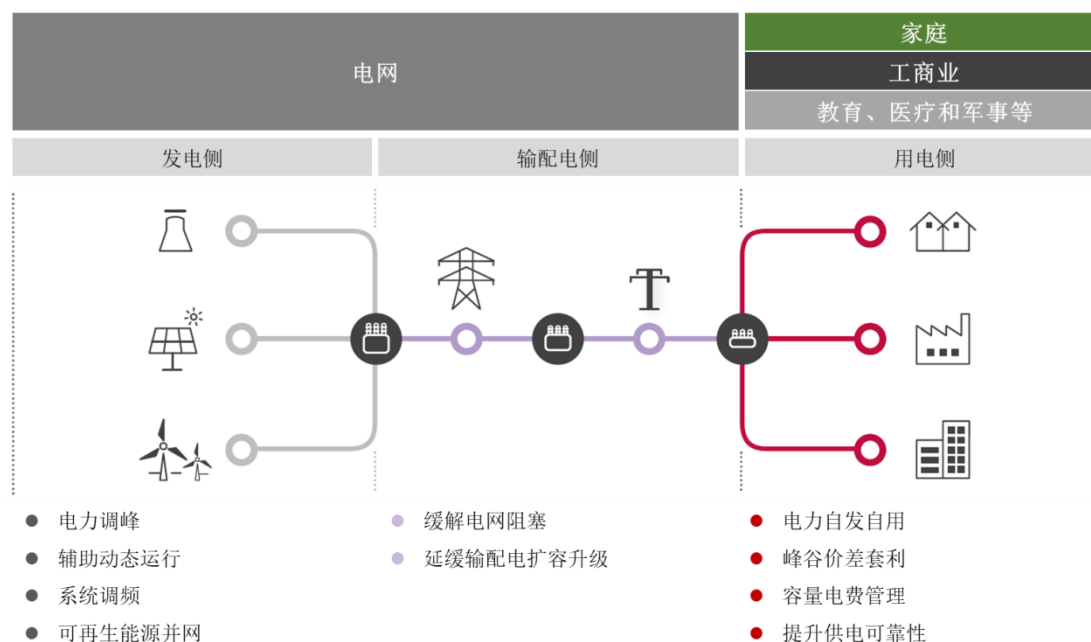 电网
家庭
工商业
教育、医疗和军事等
发电侧
输配电侧
用电侧
电力调峰
辅助动态运行
系统调频
可再生能源并网
缓解电网阻塞
延缓输配电扩容升级
电力自发自用
峰谷价差套利
容量电费管理
提升供电可靠性